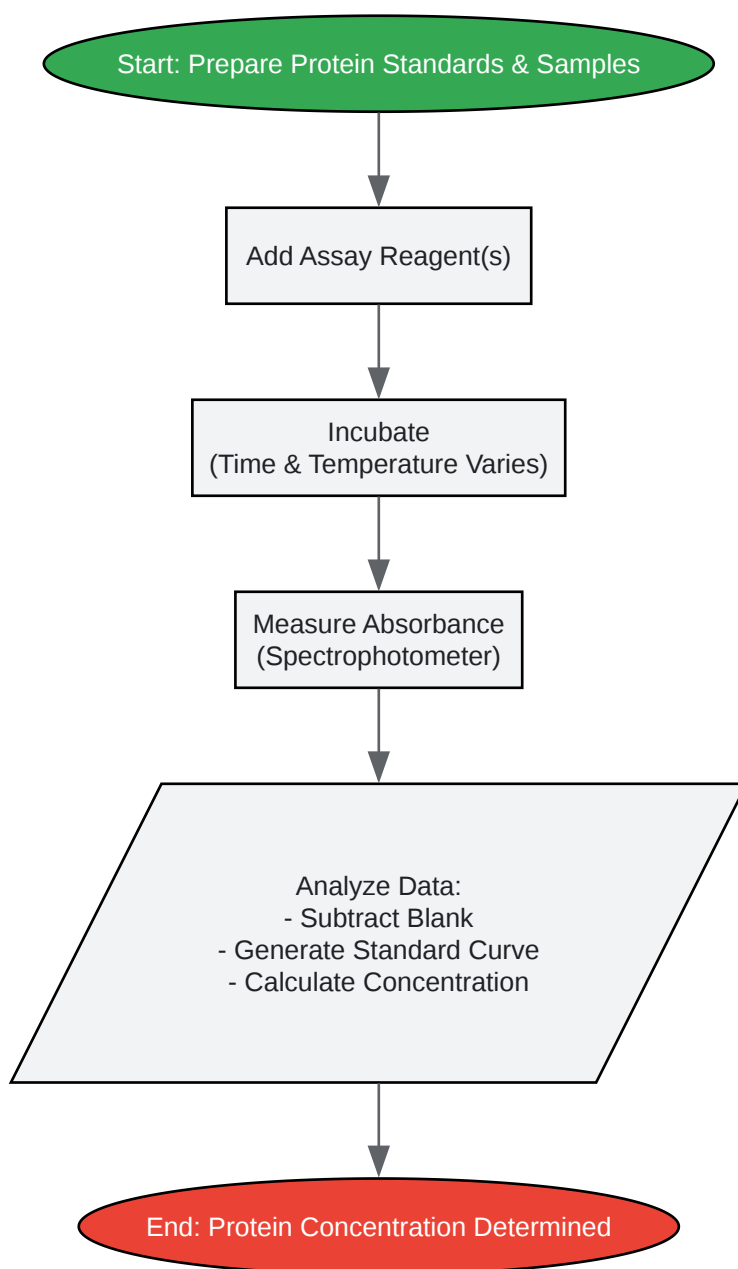 Start: Prepare Protein Standards & Samples
Add Assay Reagent(s)
Incubate
(Time & Temperature Varies)
Measure Absorbance
(Spectrophotometer)
Analyze Data:
- Subtract Blank
- Generate Standard Curve
- Calculate Concentration
End: Protein Concentration Determined